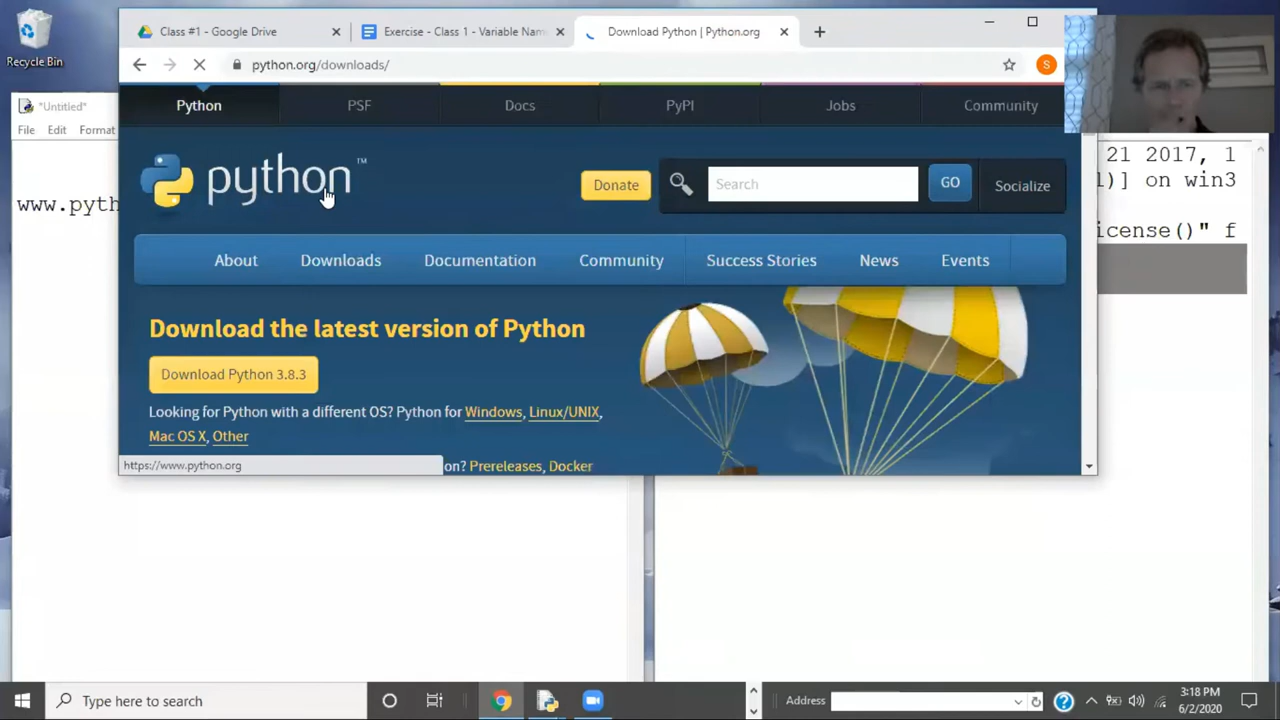 Recycle Bin
Class #1 - Google Drive
Exercise - Class 1 - Variable Nam
Download Python | Python.org
python.org/downloads/
S
Python
PSF
Docs
PyPI
Jobs
Community
*Untitled*
File Edit Format
python™
Donate
Search
GO
Socialize
21 2017, 1
)] on win3
www.pyth
icense()" f
About
Downloads
Documentation
Community
Success Stories
News
Events
Download the latest version of Python
Download Python 3.8.3
Looking for Python with a different OS? Python for Windows, Linux/UNIX,
Mac OS X, Other
https://www.python.org
on? Prereleases, Docker
Type here to search
Address
3:18 PM
6/2/2020